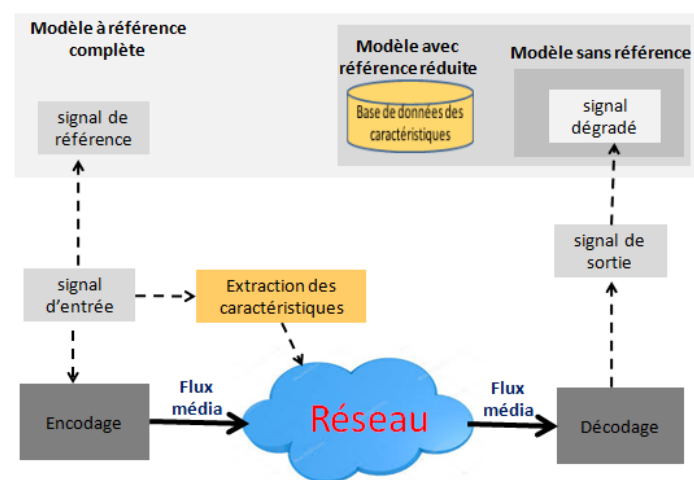 Modèle à référence
complète
Modèle avec
référence réduite
Modèle sans référence
Base de données des
caractéristiques
signal
dégradé
signal de
référence
signal de
sortie
signal
d'entrée
Extraction des
caractéristiques
Flux
média
Flux
média
Encodage
Réseau
Décodage